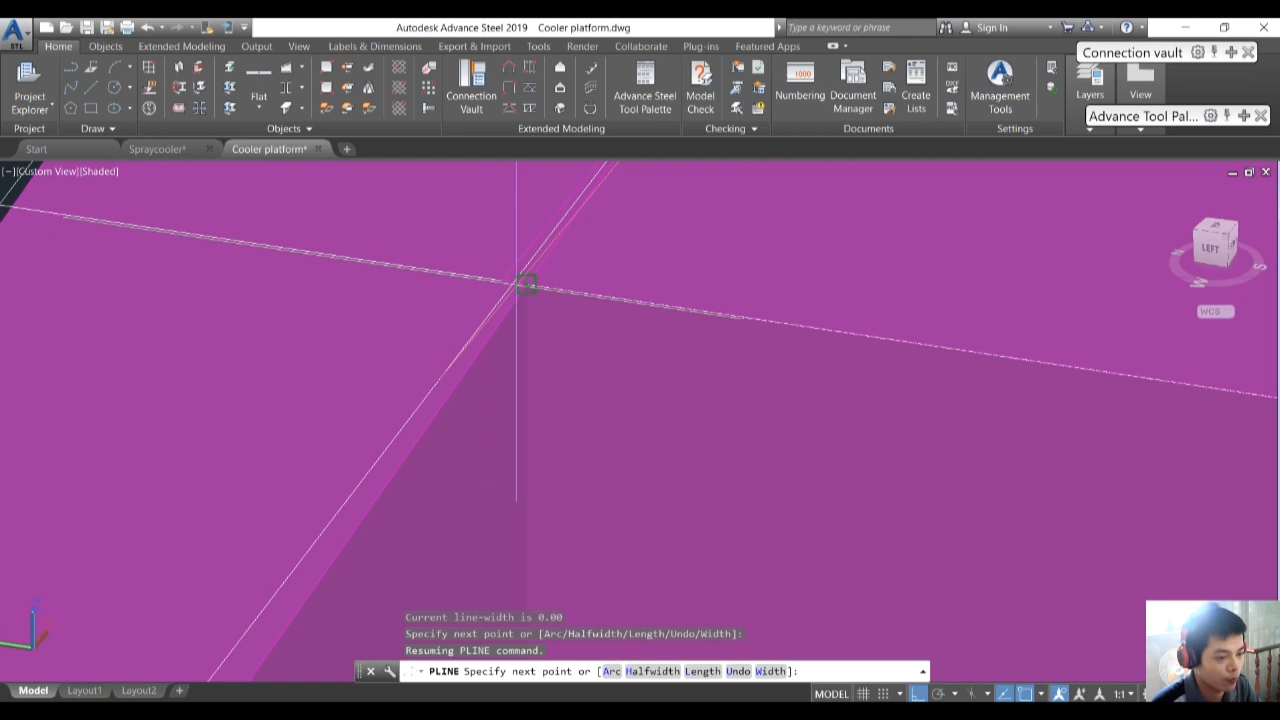 Autodesk Advance Steel 2019 Cooler platform.dwg
Type a keyword or phrase
Sign In
STL
Home Objects Extended Modeling Output View Labels & Dimensions Export & Import Tools Render Collaborate Plug-ins Featured Apps
Connection vault
Project Explorer
Flat
Connection Vault
Advance Steel Tool Palette
Model Check
1000
Numbering
Document Manager
Create Lists
Management Tools
Layers
View
Advance Tool Pal...
Project
Draw
Objects
Extended Modeling
Checking
Documents
Settings
Start
Spraycooler*
Cooler platform*
[−][Custom View][Shaded]
LEFT
S
W
WCS
Current line-width is 0.00
Specify next point or [Arc/Halfwidth/Length/Undo/Width]:
Resuming PLINE command.
PLINE Specify next point or [Arc Halfwidth Length Undo Width]:
Model Layout1 Layout2
MODEL
1:1